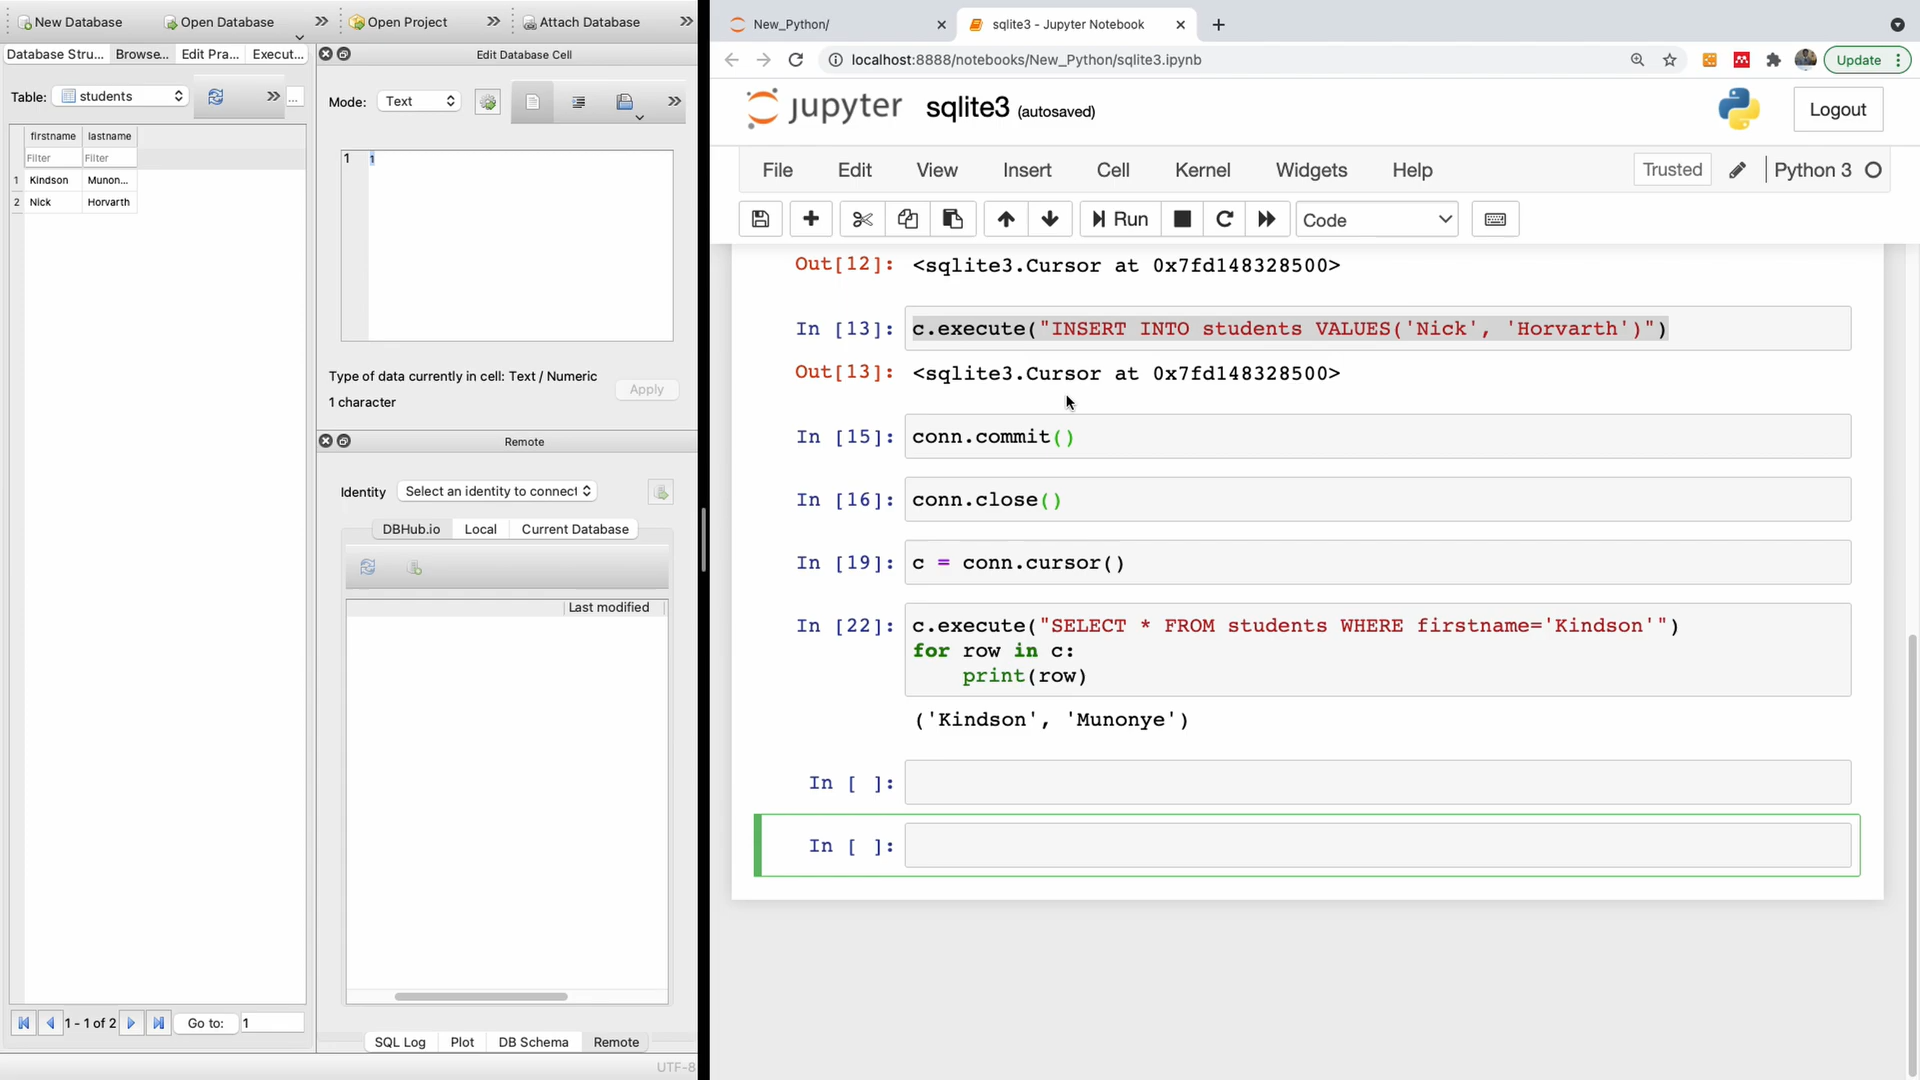 New Database
Open Database
Open Project
Attach Database
Database Stru...
Browse...
Edit Pra...
Execut...
Table:
students
...
firstname
lastname
Filter
Filter
1
Kindson
Munon...
2
Nick
Horvarth
1 - 1 of 2
Go to:
1
Edit Database Cell
Mode:
Text
1
1
Type of data currently in cell: Text / Numeric
1 character
Apply
Remote
Identity
Select an identity to connect
DBHub.io
Local
Current Database
Last modified
SQL Log
Plot
DB Schema
Remote
UTF-8
New_Python/
sqlite3 - Jupyter Notebook
localhost:8888/notebooks/New_Python/sqlite3.ipynb
Update
jupyter
sqlite3 (autosaved)
Logout
File
Edit
View
Insert
Cell
Kernel
Widgets
Help
Trusted
Python 3
Run
Code
Out[12]: <sqlite3.Cursor at 0x7fd148328500>
In [13]: c.execute("INSERT INTO students VALUES('Nick', 'Horvarth')")
Out[13]: <sqlite3.Cursor at 0x7fd148328500>
In [15]: conn.commit()
In [16]: conn.close()
In [19]: c = conn.cursor()
In [22]: c.execute("SELECT * FROM students WHERE firstname='Kindson'")
for row in c:
print(row)
('Kindson', 'Munonye')
In [ ]:
In [ ]: